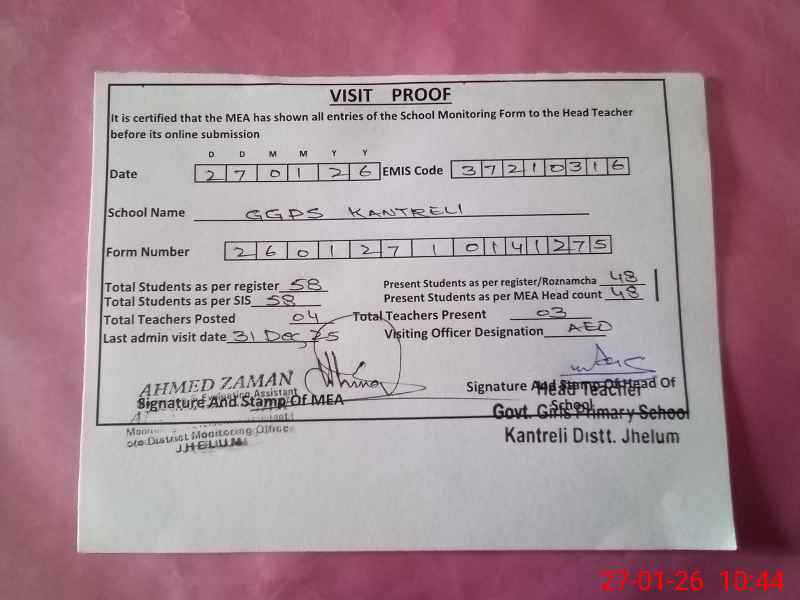 VISIT PROOF
It is certified that the MEA has shown all entries of the School Monitoring Form to the Head Teacher
before its online submission
D D M M Y Y
Date 2 7 0 1 2 6 EMIS Code 3 7 2 1 0 3 1 6
School Name GGPS KANTRELI
Form Number 2 6 0 1 2 7 1 0 1 4 1 2 7 5
Total Students as per register 58 Present Students as per register/Roznamcha 48
Total Students as per SIS 58 Present Students as per MEA Head count 48
Total Teachers Posted 04 Total Teachers Present 03
Last admin visit date 31 Dec, 25 Visiting Officer Designation AEO
AHMED ZAMAN
Evaluating Assistant
Signature And Stamp Of MEA
District Monitoring Office
JHELUM
Signature And Stamp Of Head Of
School
Head Teacher
Govt. Girls Primary School
Kantreli Distt. Jhelum
27-01-26 10:44